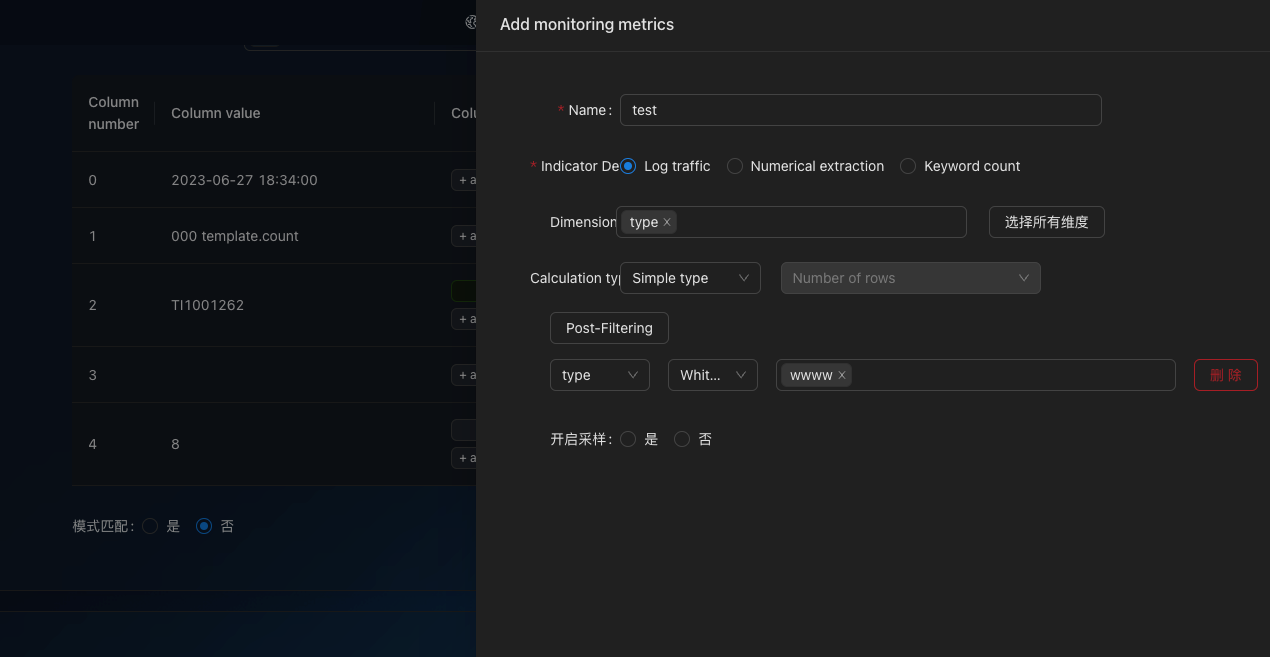 Add monitoring metrics
* Name :
test
* Indicator De
Log traffic
Numerical extraction
Keyword count
Dimension
type ×
选择所有维度
Calculation typ
Simple type
Number of rows
Post-Filtering
type
Whit...
wwww ×
删 除
开启采样 :
是
否
Column number
Column value
Colu
0
2023-06-27 18:34:00
+ a
1
000 template.count
+ a
2
TI1001262
+ a
3
+ a
4
8
+ a
模式匹配 :
是
否